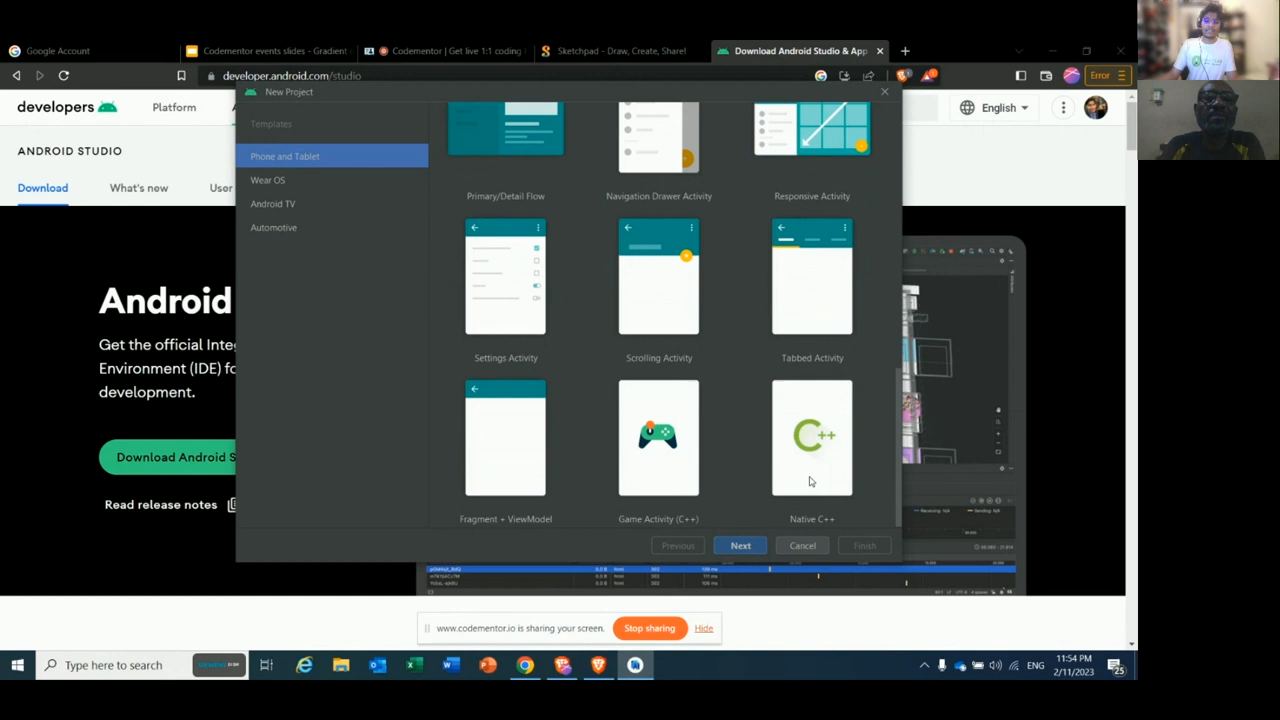 Google Account
Codementor events slides - Gradient
Codementor | Get live 1:1 coding
Sketchpad - Draw, Create, Share!
Download Android Studio & App
developer.android.com/studio
Error
developers
Platform
English
New Project
Templates
Phone and Tablet
Wear OS
Android TV
Automotive
ANDROID STUDIO
Download
What's new
User
Primary/Detail Flow
Navigation Drawer Activity
Responsive Activity
Settings Activity
Scrolling Activity
Tabbed Activity
C++
Fragment + ViewModel
Game Activity (C++)
Native C++
Previous
Next
Cancel
Finish
Android
Get the official Inte
Environment (IDE) fo
development.
Download Android S
Read release notes
www.codementor.io is sharing your screen.
Stop sharing
Hide
Type here to search
ENG
11:54 PM
2/11/2023
25